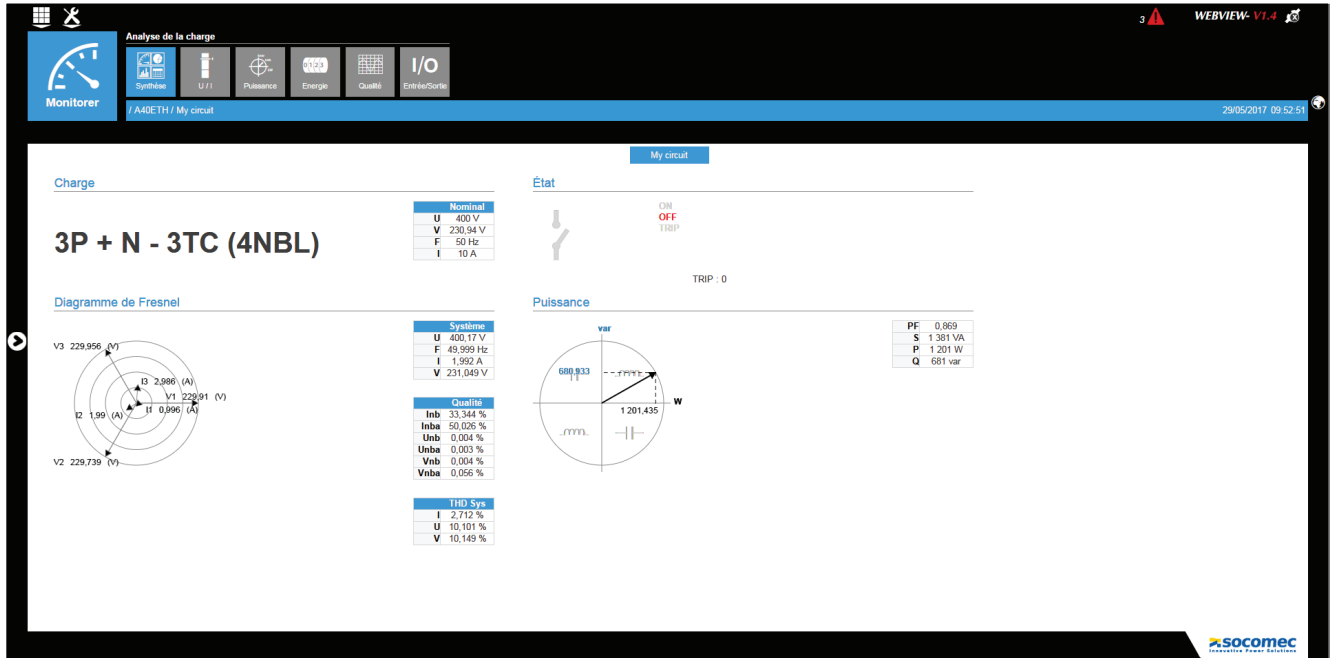 3
WEBVIEW- V1.4
Analyse de la charge
0 1 2 3
I/O
Synthèse
U / I
Puissance
Energie
Qualité
Entrée/Sortie
Monitorer
/ A40ETH / My circuit
29/05/2017 09:52:51
My circuit
Charge
3P + N - 3TC (4NBL)
Nominal
U 400 V
V 230,94 V
F 50 Hz
I 10 A
État
ON
OFF
TRIP
TRIP : 0
Diagramme de Fresnel
V3 229,956 (V)
I3 2,986 (A)
V1 229,91 (V)
I2 1,99 (A)
I1 0,996 (A)
V2 229,739 (V)
Système
U 400,17 V
F 49,999 Hz
I 1,992 A
V 231,049 V
Qualité
Inb 33,344 %
Inba 50,026 %
Unb 0,004 %
Unba 0,003 %
Vnb 0,004 %
Vnba 0,056 %
THD Sys
I 2,712 %
U 10,101 %
V 10,149 %
Puissance
var
680,933
W
1 201,435
PF 0,869
S 1 381 VA
P 1 201 W
Q 681 var
socomec
Innovative Power Solutions